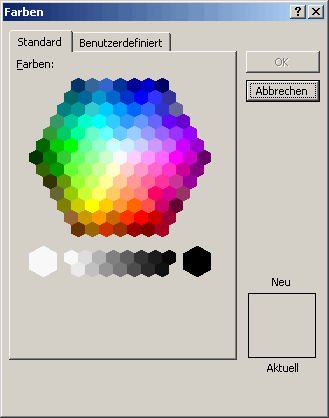 Farben
Standard
Benutzerdefiniert
Farben:
OK
Abbrechen
Neu
Aktuell